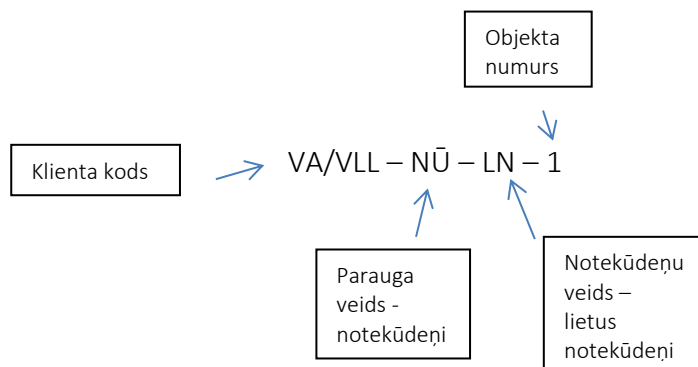 Objekta
numurs
Klienta kods
VA/VLL – NŪ – LN – 1
Parauga
veids -
notekūdeņi
Notekūdeņu
veids –
lietus
notekūdeņi